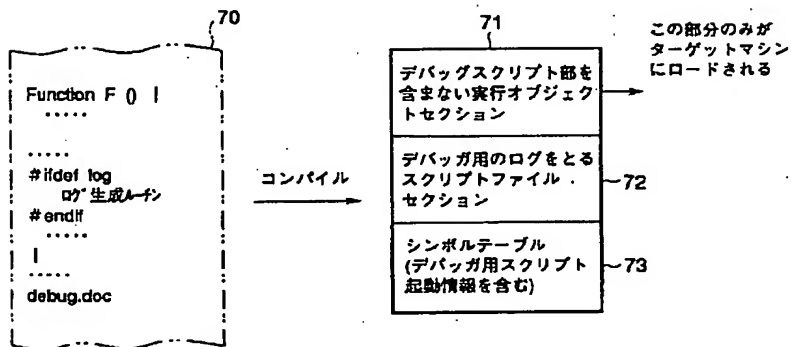 70
Function F () {
.....
.....
#ifdef log
ログ生成ルーチン
#endif
.....
}
.....
debug.doc
コンパイル
71
デバッグスクリプト部を
含まない実行オブジェクト
セクション
デバッガ用のログをとる
スクリプトファイル・
セクション
72
シンボルテーブル
(デバッガ用スクリプト
起動情報を含む)
73
この部分のみが
ターゲットマシン
にロードされる